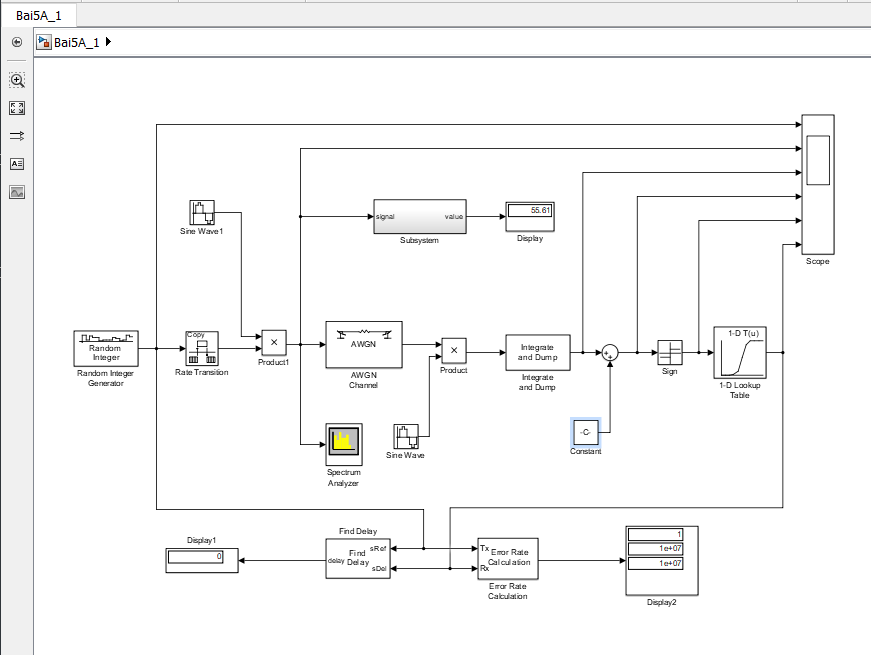 Bai5A_1
Bai5A_1
Sine Wave1
signal
value
Subsystem
55.61
Display
Scope
Random
Integer
Random Integer
Generator
Copy
Rate Transition
×
Product1
AWGN
AWGN
Channel
×
Product
Integrate
and Dump
Integrate
and Dump
+
+
Sign
1-D T(u)
1-D Lookup
Table
Spectrum
Analyzer
Sine Wave
-C-
Constant
Display1
0
Find Delay
Find
Delay
delay
sRef
sDel
Tx
Rx
Error Rate
Calculation
Error Rate
Calculation
1
1e+07
1e+07
Display2